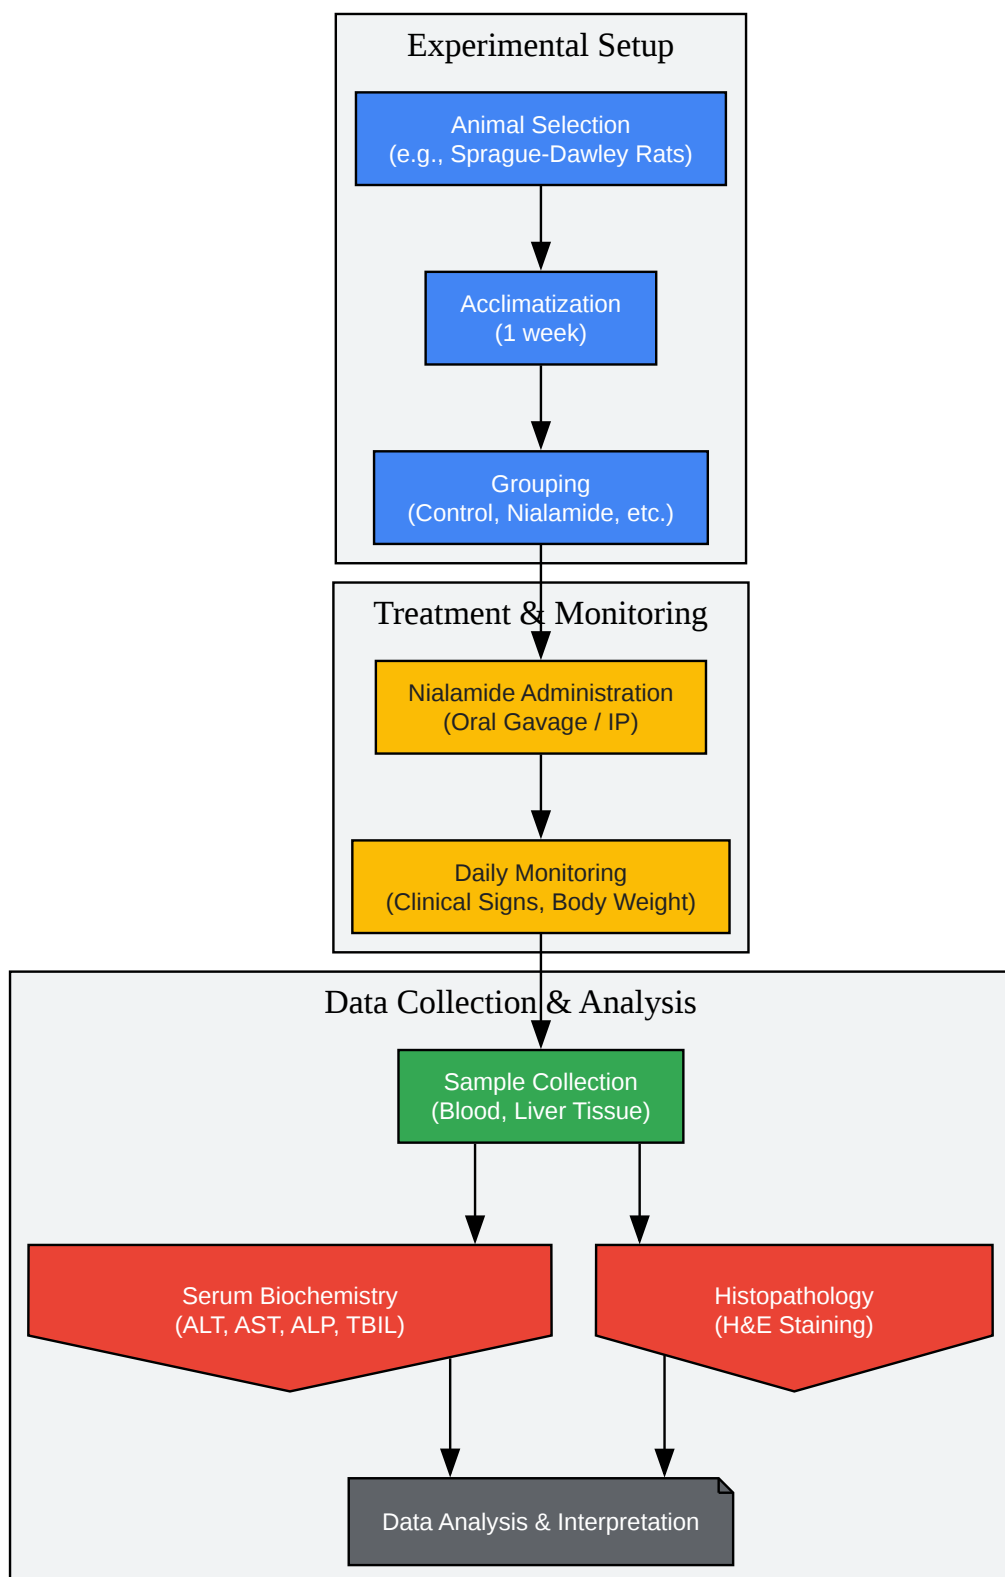 Experimental Setup
Animal Selection
(e.g., Sprague-Dawley Rats)
Acclimatization
(1 week)
Grouping
(Control, Nialamide, etc.)
Treatment & Monitoring
Nialamide Administration
(Oral Gavage / IP)
Daily Monitoring
(Clinical Signs, Body Weight)
Data Collection & Analysis
Sample Collection
(Blood, Liver Tissue)
Serum Biochemistry
(ALT, AST, ALP, TBIL)
Histopathology
(H&E Staining)
Data Analysis & Interpretation